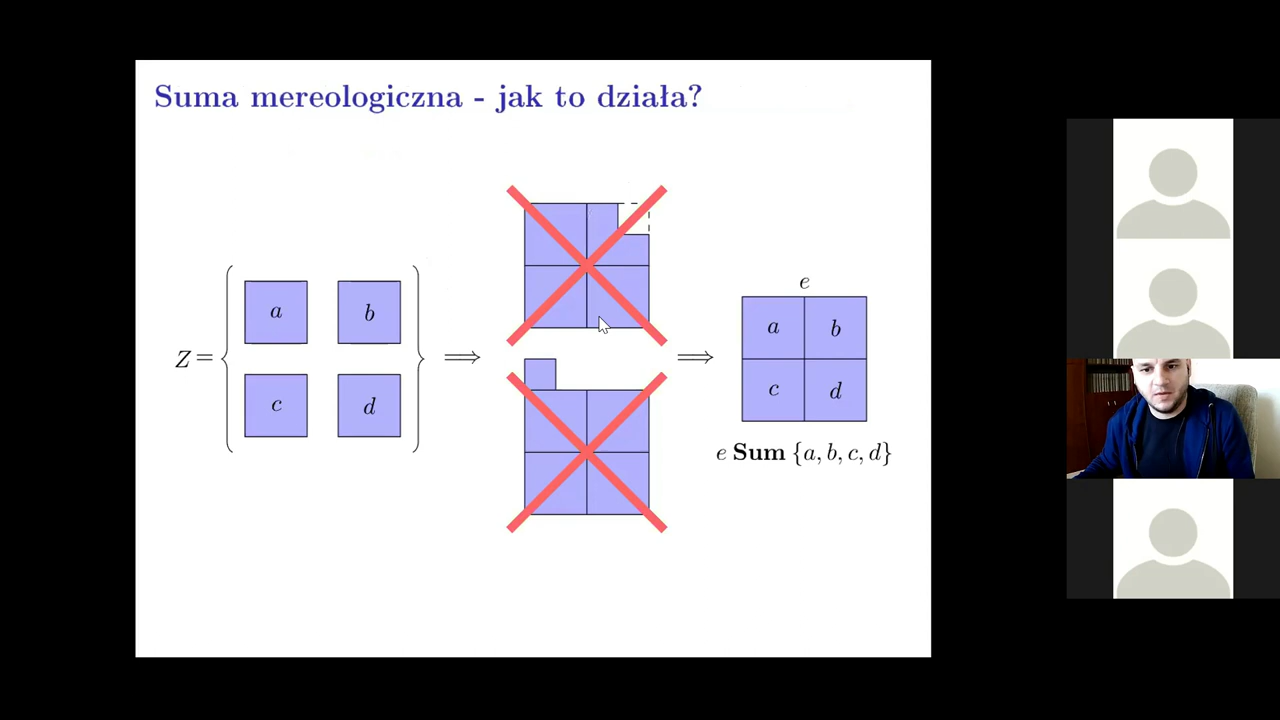 Suma mereologiczna - jak to działa?
Z =
a b
c d
e
a b
c d
e Sum {a, b, c, d}